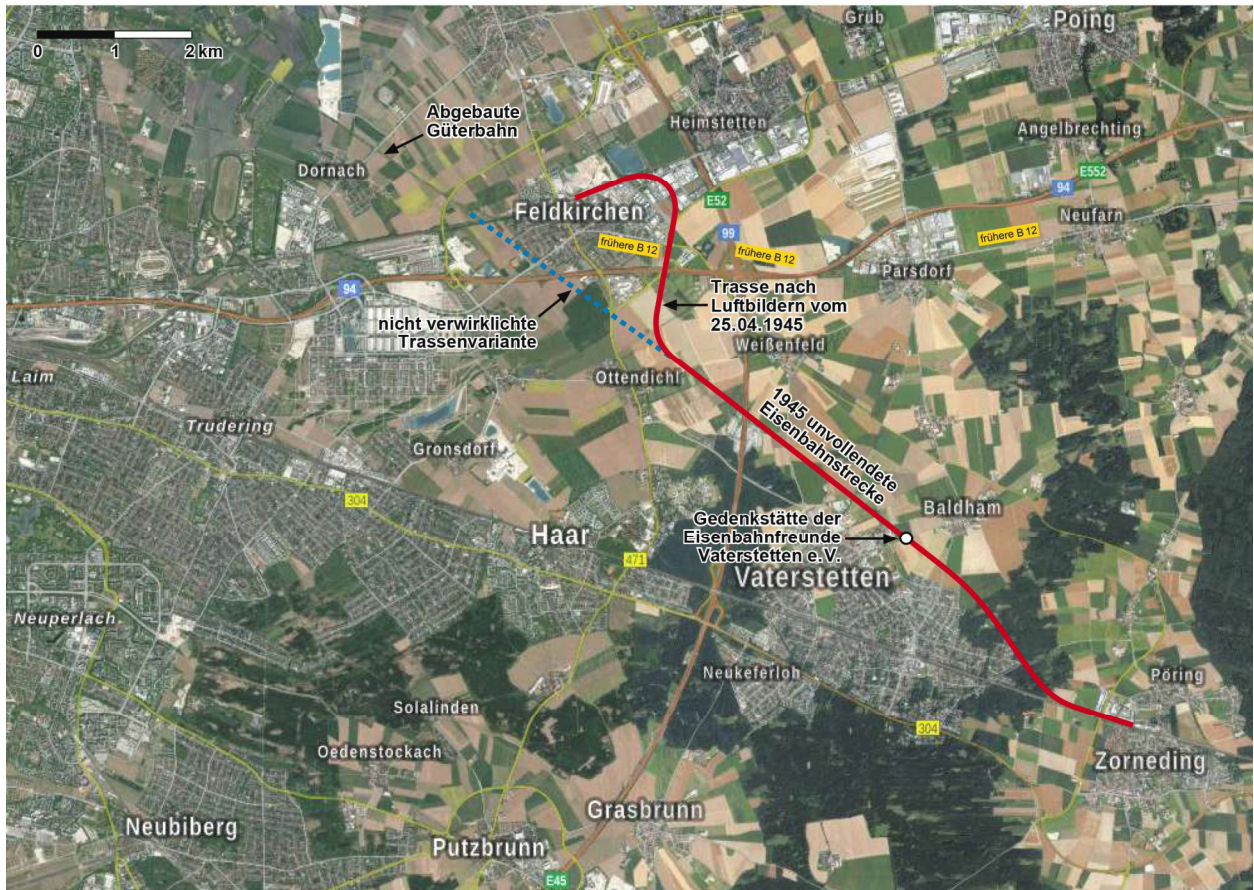 0 1 2 km
Grub
Poing
Abgebaute
Güterbahn
Heimstetten
Angelbrechting
Dornach
E552
94
E52
Feldkirchen
Neufarn
99
frühere B 12
frühere B 12
frühere B 12
Parsdorf
94
Trasse nach
Luftbildern vom
25.04.1945
nicht verwirklichte
Trassenvariante
Weißenfeld
Laim
Ottendichl
1945 unvollendete
Eisenbahnstrecke
Trudering
Gronsdorf
304
Baldham
Gedenkstätte der
Eisenbahnfreunde
Vaterstetten e.V.
Haar
471
Vaterstetten
Neuperlach
Neukeferloh
Pöring
Solalinden
304
Oedenstockach
Zorneding
Grasbrunn
Neubiberg
Putzbrunn
E45